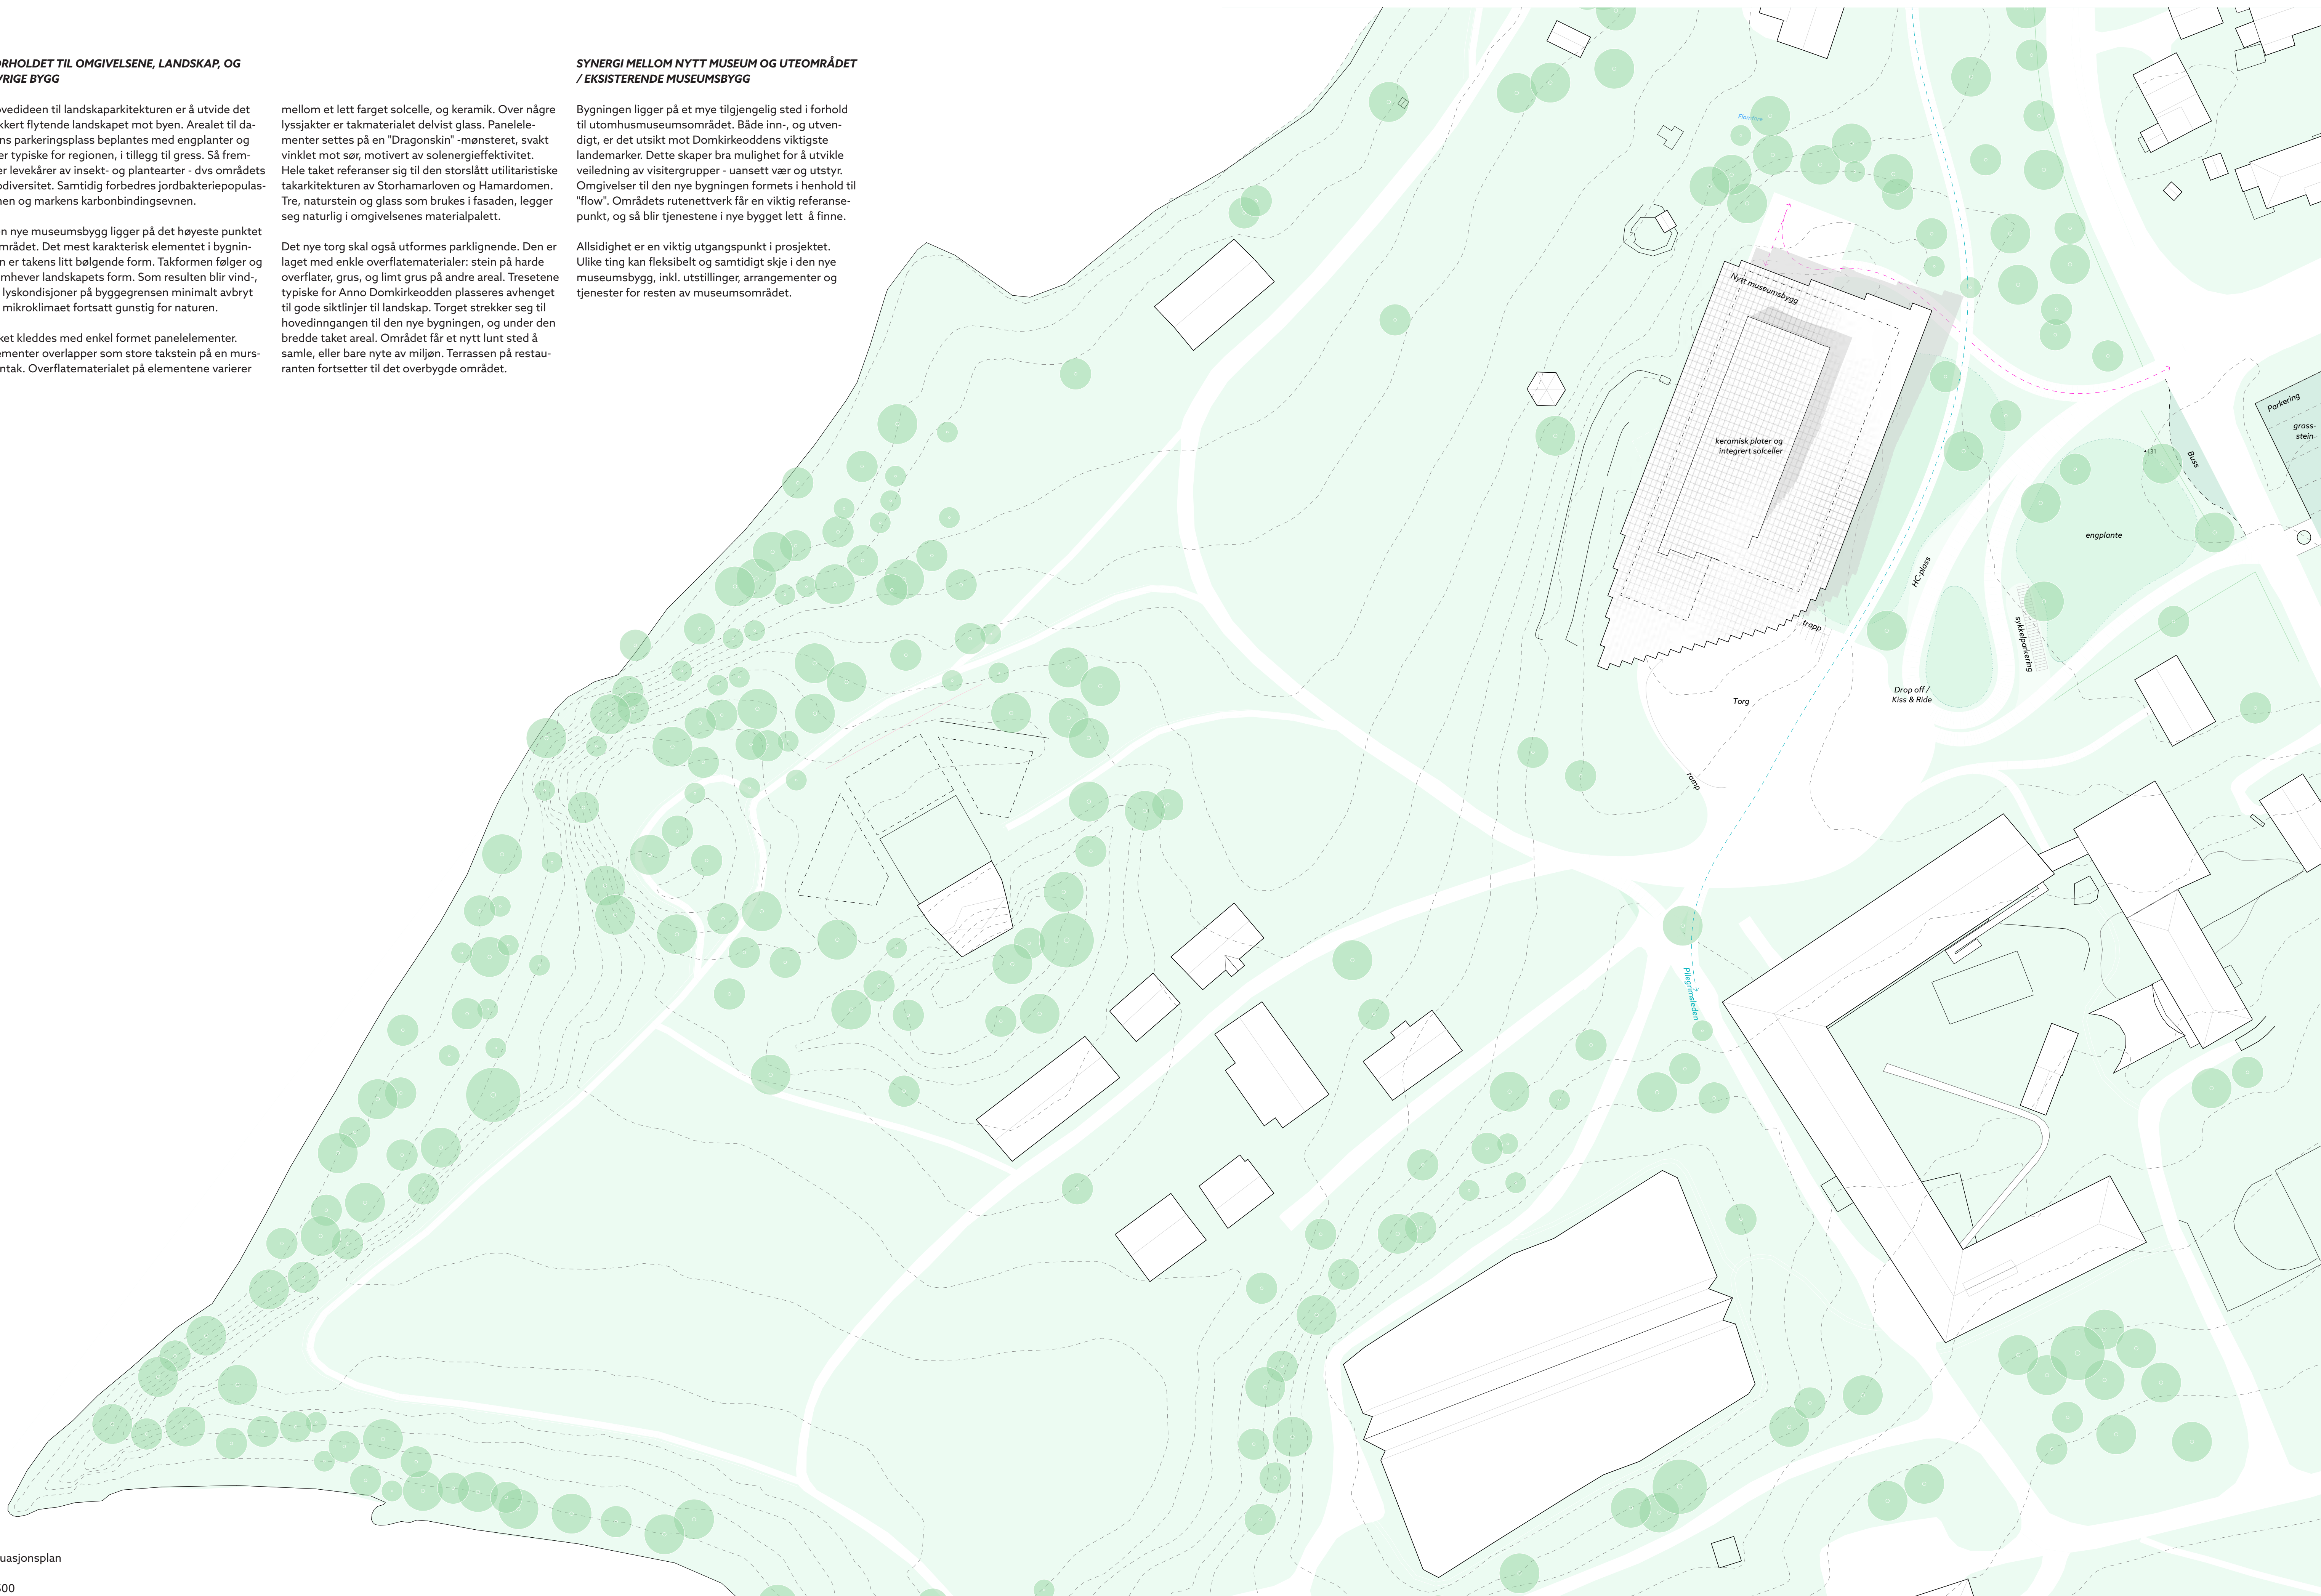 ORHOLDET TIL OMGIVELSENE, LANDSKAP, OG
VRIGE BYGG
ovedideen til landskaparkitekturen er å utvide det
kkert flytende landskapet mot byen. Arealet til da-
ns parkeringsplass beplantes med engplanter og
er typiske for regionen, i tillegg til gress. Så frem-
er levekårer av insekt- og plantearter - dvs områdets
odiversitet. Samtidig forbedres jordbakteriepopulas-
nen og markens karbonbindingsevnen.
n nye museumsbygg ligger på det høyeste punktet
mrådet. Det mest karakterisk elementet i bygnin-
n er takens litt bølgende form. Takformen følger og
mhever landskapets form. Som resulten blir vind-,
lyskondisjoner på byggegrensen minimalt avbryt
mikroklimaet fortsatt gunstig for naturen.
ket kleddes med enkel formet panelelementer.
ementer overlapper som store takstein på en murs-
ntak. Overflatematerialet på elementene varierer
mellom et lett farget solcelle, og keramik. Over någre
lyssjakter er takmaterialet delvist glass. Panelele-
menter settes på en "Dragonskin" -mønsteret, svakt
vinklet mot sør, motivert av solenergieffektivitet.
Hele taket referanser sig til den storslått utilitaristiske
takarkitekturen av Storhamarloven og Hamardomen.
Tre, naturstein og glass som brukes i fasaden, legger
seg naturlig i omgivelsenes materialpalett.
Det nye torg skal også utformes parklignende. Den er
laget med enkle overflatematerialer: stein på harde
overflater, grus, og limt grus på andre areal. Tresetene
typiske for Anno Domkirkeodden plasseres avhenget
til gode siktlinjer til landskap. Torget strekker seg til
hovedinngangen til den nye bygningen, og under den
bredde taket areal. Området får et nytt lunt sted å
samle, eller bare nyte av miljøn. Terrassen på restau-
ranten fortsetter til det overbygde området.
SYNERGI MELLOM NYTT MUSEUM OG UTEOMRÅDET
/ EKSISTERENDE MUSEUMSBYGG
Bygningen ligger på et mye tilgjengelig sted i forhold
til utomhusmuseumsområdet. Både inn-, og utven-
digt, er det utsikt mot Domkirkeoddens viktigste
landemarker. Dette skaper bra mulighet for å utvikle
veiledning av visitergrupper - uansett vær og utstyr.
Omgivelser til den nye bygningen formets i henhold til
"flow". Områdets rutenettverk får en viktig referanse-
punkt, og så blir tjenestene i nye bygget lett å finne.
Allsidighet er en viktig utgangspunkt i prosjektet.
Ulike ting kan fleksibelt og samtidigt skje i den nye
museumsbygg, inkl. utstillinger, arrangementer og
tjenester for resten av museumsområdet.
Nytt museumsbygg
keramisk plater og
integrert solceller
Parkering
grass-
stein
Buss
+131
engplante
HC-plass
sykkelparkering
trapp
Drop off /
Kiss & Ride
Torg
ramp
Pilegrimsleden
uasjonsplan
500